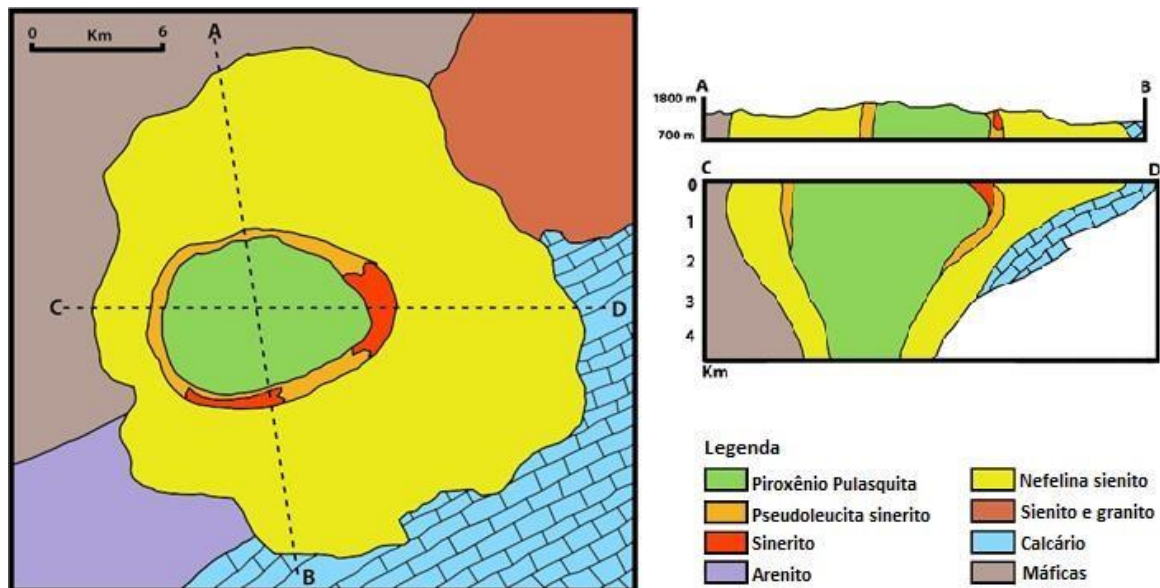 0 Km 6
A
C
D
B
A
B
1800 m
700 m
C
D
0
1
2
3
4
Km
Legenda
Piroxênio Pulasquita
Pseudoleucita sinerito
Sinerito
Arenito
Nefelina sienito
Sienito e granito
Calcário
Máficas